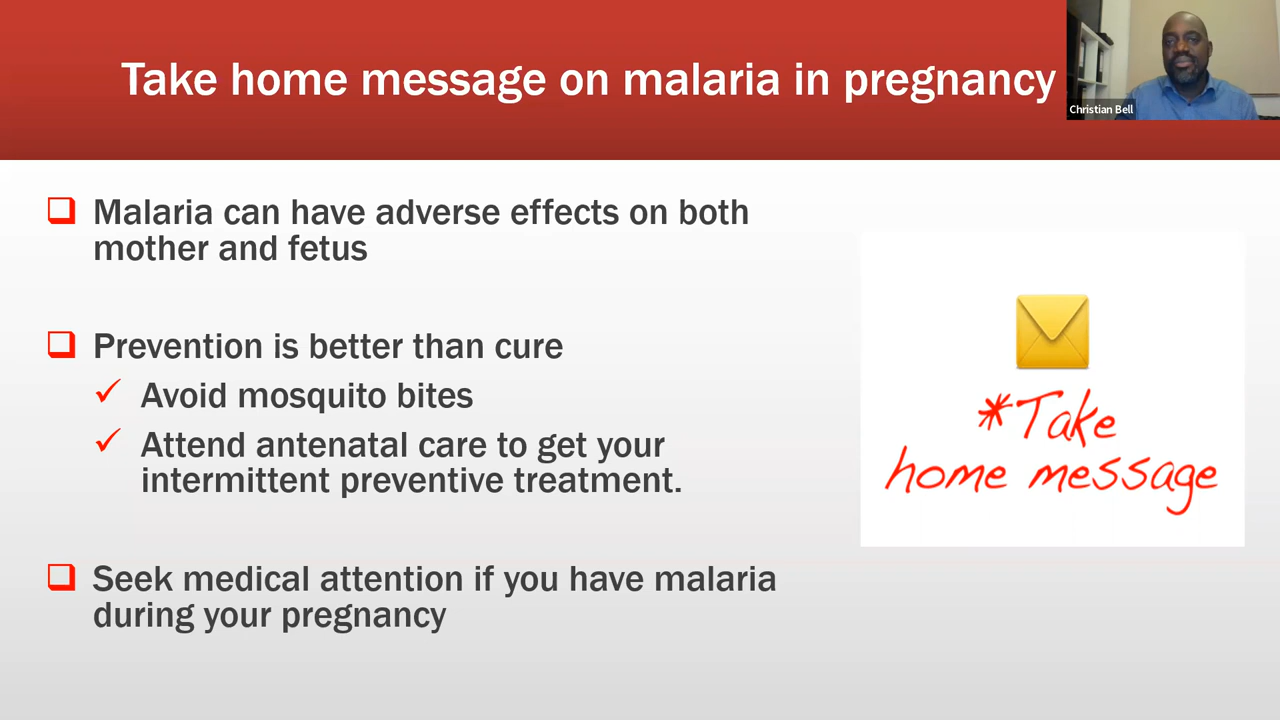 Take home message on malaria in pregnancy
Christian Bell
Malaria can have adverse effects on both
mother and fetus
Prevention is better than cure
Avoid mosquito bites
Attend antenatal care to get your
intermittent preventive treatment.
Seek medical attention if you have malaria
during your pregnancy
*Take
home message